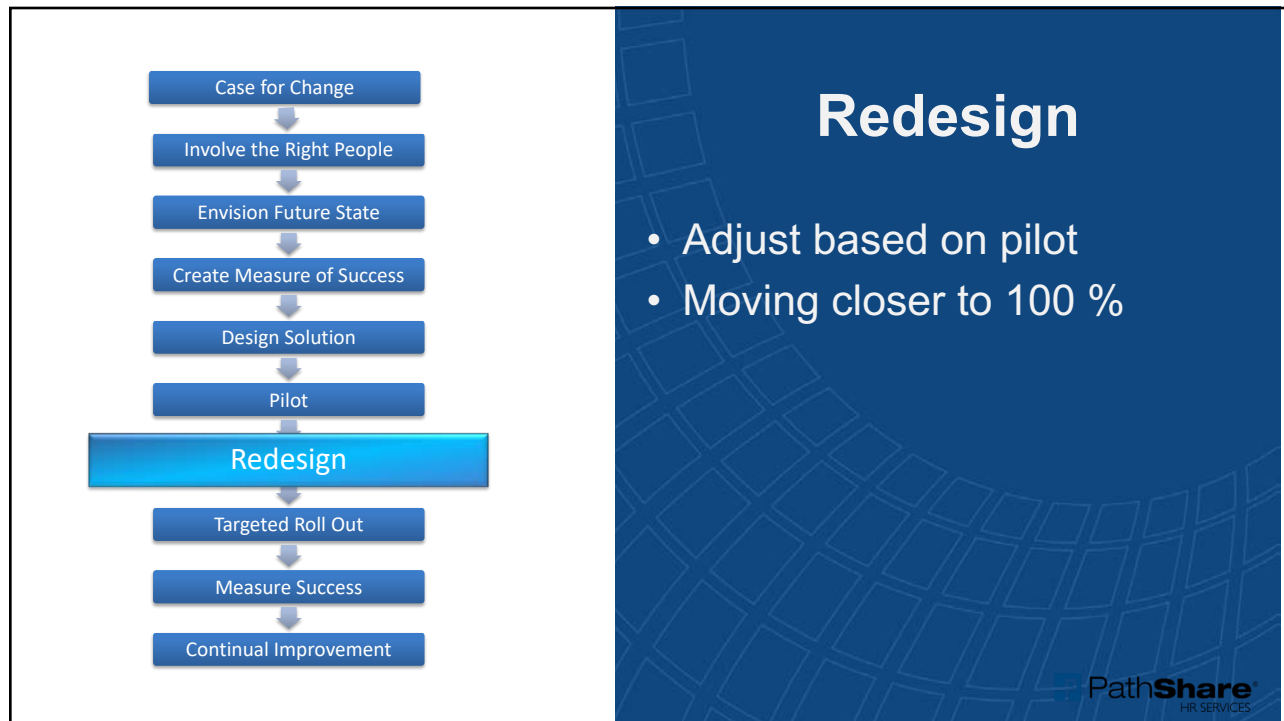 Case for Change
Involve the Right People
Envision Future State
Create Measure of Success
Design Solution
Pilot
Redesign
Targeted Roll Out
Measure Success
Continual Improvement
Redesign
• Adjust based on pilot
• Moving closer to 100 %
PathShare®
HR SERVICES